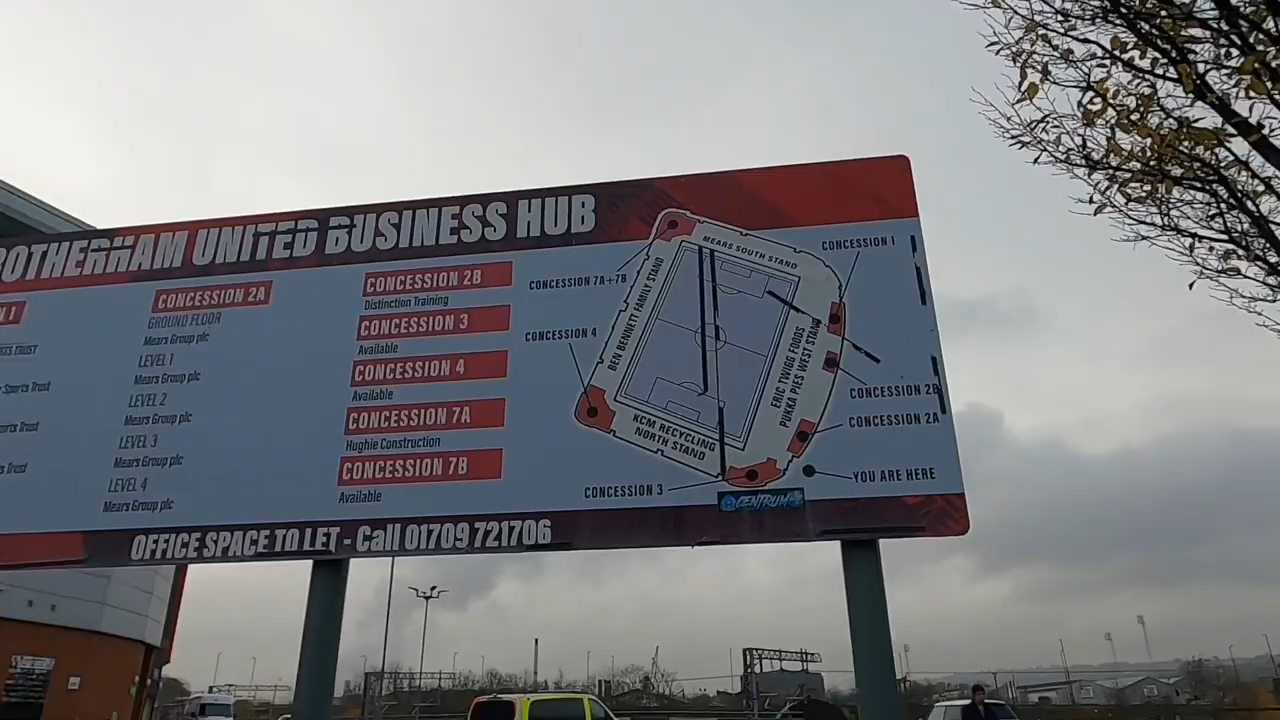 ROTHERHAM UNITED BUSINESS HUB
CONCESSION 2A
GROUND FLOOR
Mears Group plc
LEVEL 1
Mears Group plc
LEVEL 2
Mears Group plc
LEVEL 3
Mears Group plc
LEVEL 4
Mears Group plc
Sports Trust
Trust
CONCESSION 2B
Distinction Training
CONCESSION 3
Available
CONCESSION 4
Available
CONCESSION 7A
Hughie Construction
CONCESSION 7B
Available
CONCESSION 7A+7B
CONCESSION 4
MEARS SOUTH STAND
BEN BENNETT FAMILY STAND
ERIC TWIGG FOODS
PUKKA PIES WEST STAND
KCM RECYCLING
NORTH STAND
CONCESSION 1
CONCESSION 2B
CONCESSION 2A
YOU ARE HERE
CONCESSION 3
CENTRUM
OFFICE SPACE TO LET - Call 01709 721706